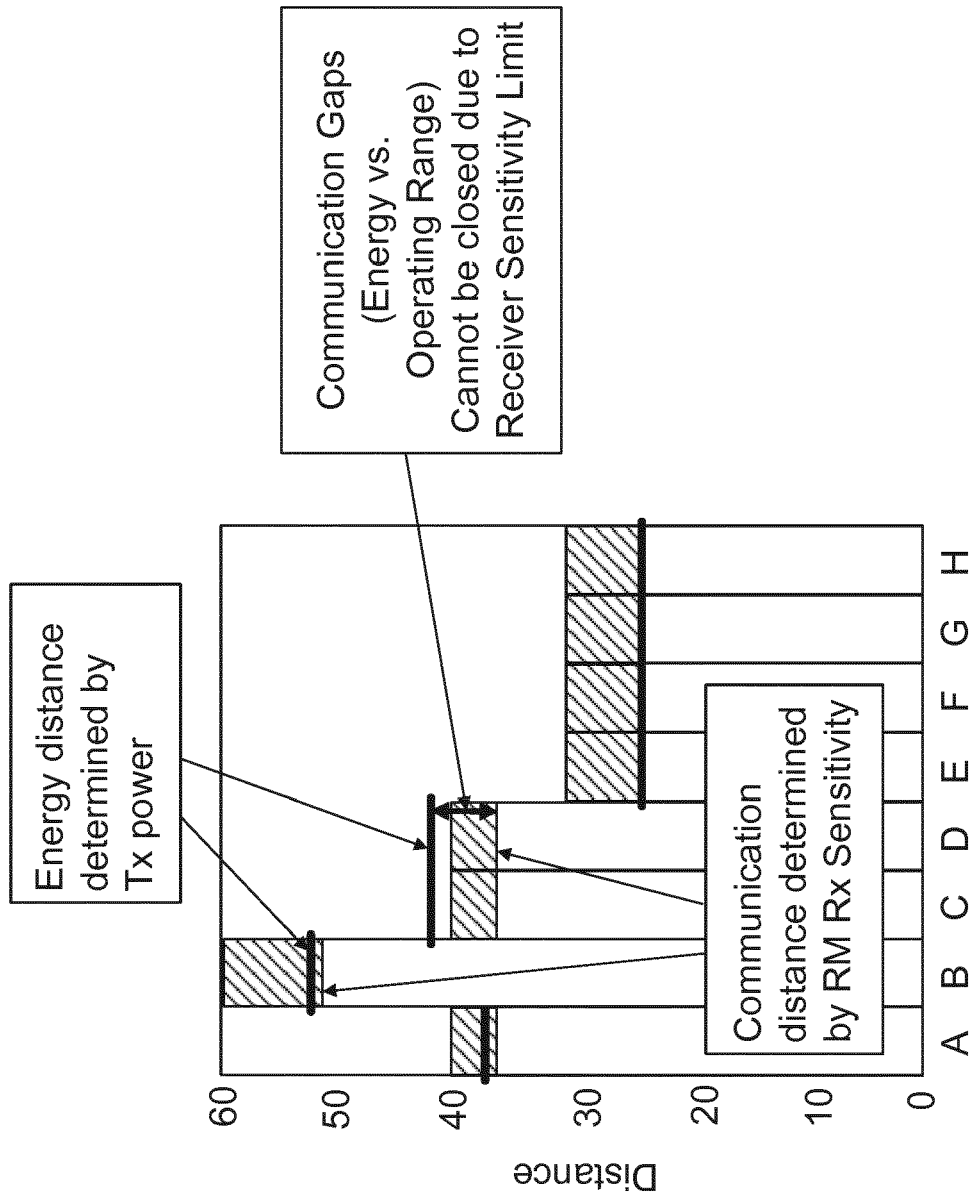 Energy distance
determined by
Tx power
Communication Gaps
(Energy vs.
Operating Range)
Cannot be closed due to
Receiver Sensitivity Limit
Communication
distance determined
by RM Rx Sensitivity
Distance
60
50
40
30
20
10
0
A B C D E F G H